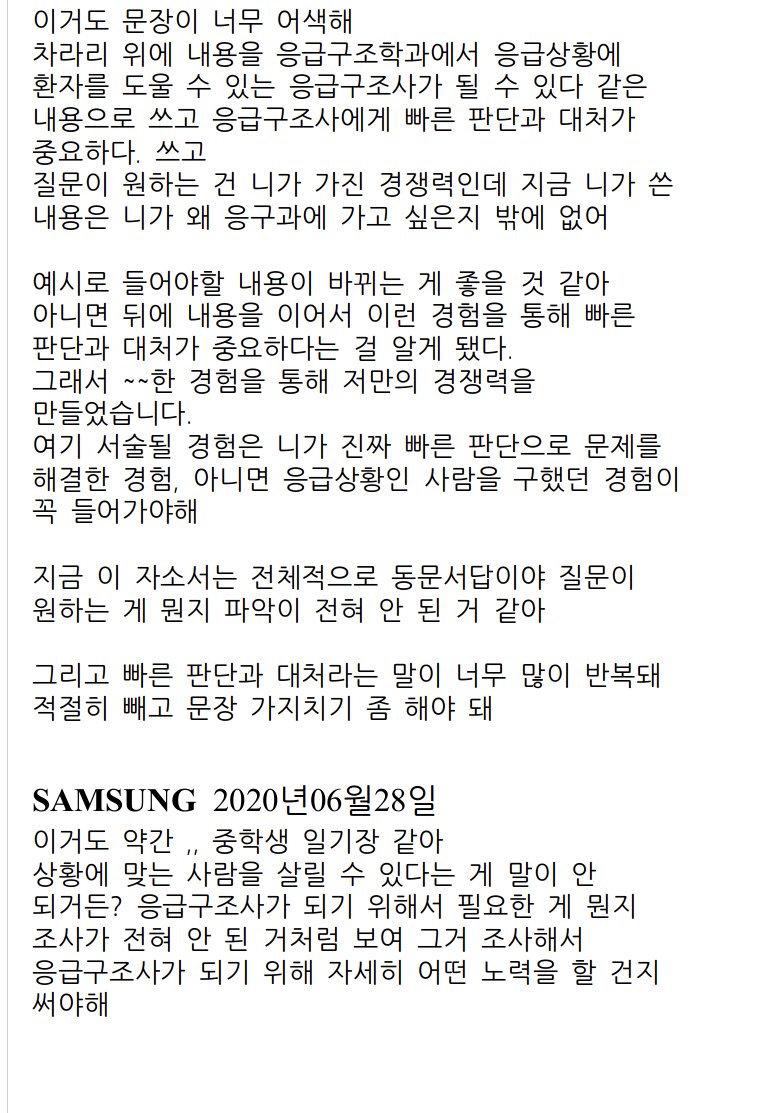 이거도 문장이 너무 어색해
차라리 위에 내용을 응급구조학과에서 응급상황에
환자를 도울 수 있는 응급구조사가 될 수 있다 같은
내용으로 쓰고 응급구조사에게 빠른 판단과 대처가
중요하다. 쓰고
질문이 원하는 건 니가 가진 경쟁력인데 지금 니가 쓴
내용은 니가 왜 응구과에 가고 싶은지 밖에 없어
예시로 들어야할 내용이 바뀌는 게 좋을 것 같아
아니면 뒤에 내용을 이어서 이런 경험을 통해 빠른
판단과 대처가 중요하다는 걸 알게 됐다.
그래서 ~~한 경험을 통해 저만의 경쟁력을
만들었습니다.
여기 서술될 경험은 니가 진짜 빠른 판단으로 문제를
해결한 경험, 아니면 응급상황인 사람을 구했던 경험이
꼭 들어가야해
지금 이 자소서는 전체적으로 동문서답이야 질문이
원하는 게 뭔지 파악이 전혀 안 된 거 같아
그리고 빠른 판단과 대처라는 말이 너무 많이 반복돼
적절히 빼고 문장 가지치기 좀 해야 돼
SAMSUNG 2020년06월28일
이거도 약간 ,, 중학생 일기장 같아
상황에 맞는 사람을 살릴 수 있다는 게 말이 안
되거든? 응급구조사가 되기 위해서 필요한 게 뭔지
조사가 전혀 안 된 거처럼 보여 그거 조사해서
응급구조사가 되기 위해 자세히 어떤 노력을 할 건지
써야해